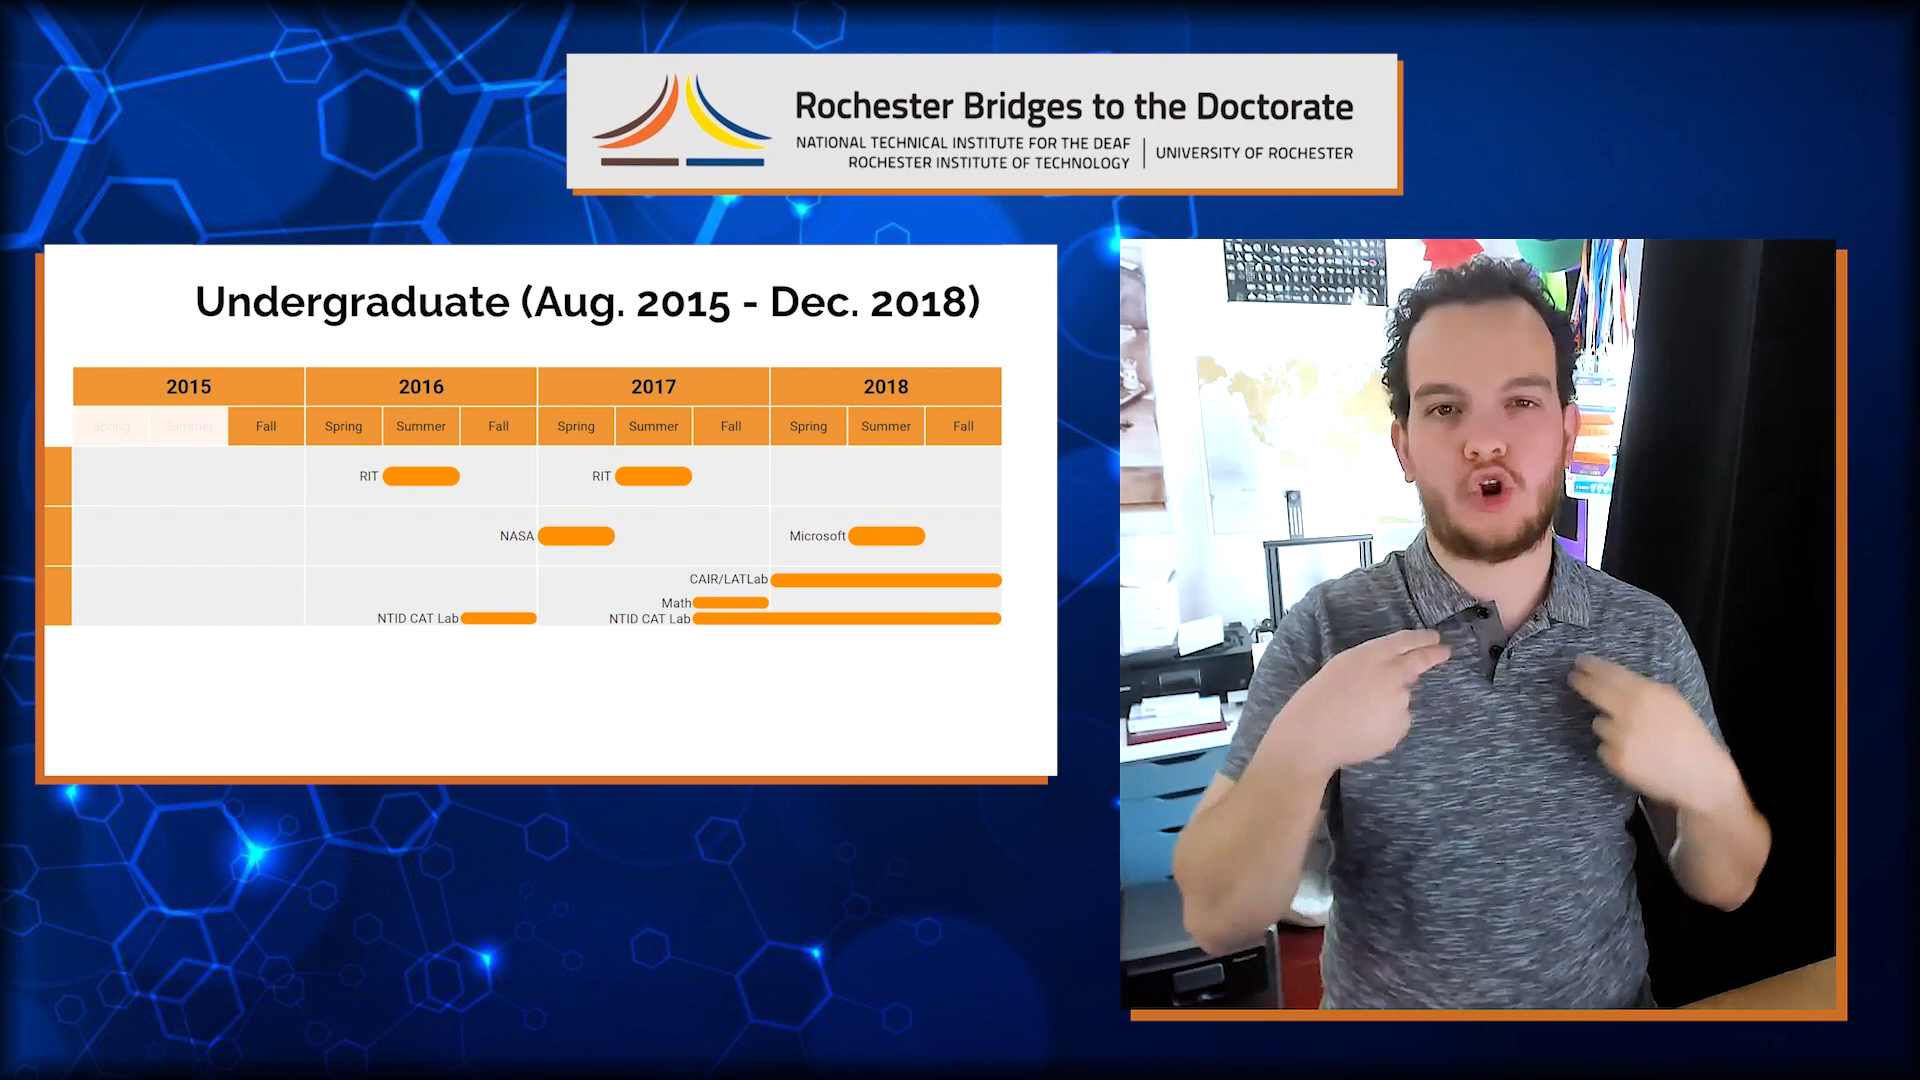 Rochester Bridges to the Doctorate
NATIONAL TECHNICAL INSTITUTE FOR THE DEAF
ROCHESTER INSTITUTE OF TECHNOLOGY
UNIVERSITY OF ROCHESTER
Undergraduate (Aug. 2015 - Dec. 2018)
2015 2016 2017 2018
Spring Summer Fall Spring Summer Fall Spring Summer Fall Spring Summer Fall
RIT RIT
NASA Microsoft
CAIR/LATLab
Math
NTID CAT Lab NTID CAT Lab